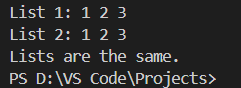 List 1: 1 2 3
List 2: 1 2 3
Lists are the same.
PS D:\VS Code\Projects>